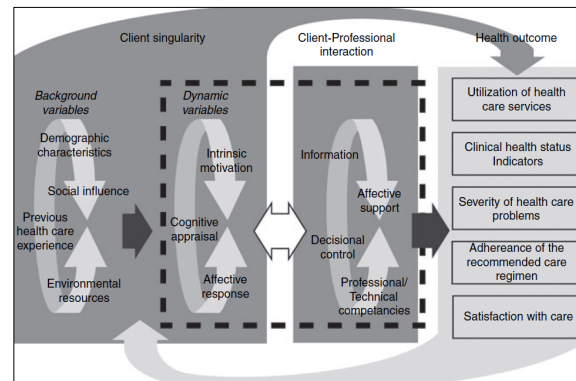 Client singularity
Client-Professional
interaction
Health outcome
Background
variables
Demographic
characteristics
Social influence
Previous
health care
experience
Environmental
resources
Dynamic
variables
Intrinsic
motivation
Cognitive
appraisal
Affective
response
Information
Affective
support
Decisional
control
Professional/
Technical
competancies
Utilization of health
care services
Clinical health status
Indicators
Severity of health care
problems
Adhereance of the
recommended care
regimen
Satisfaction with care